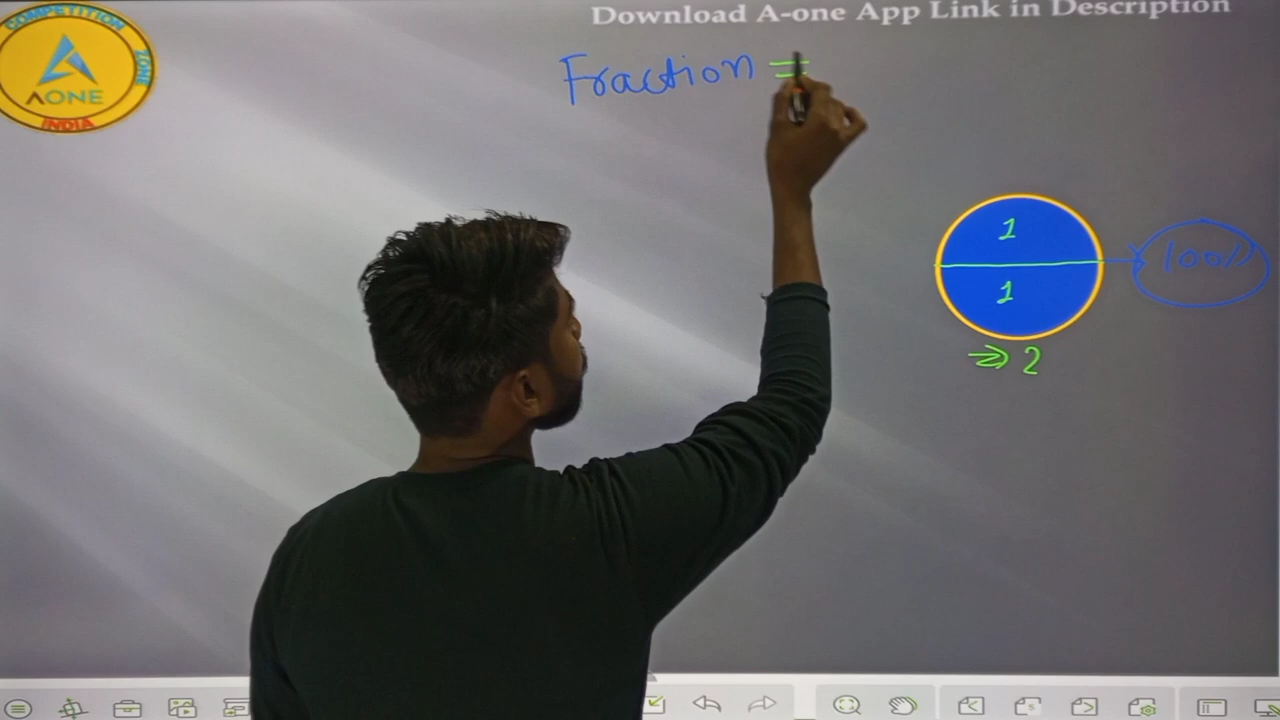 Download A-one App Link in Description
COMPETITION ZONE
AONE
INDIA
Fraction =
1
1
100%
⇒ 2